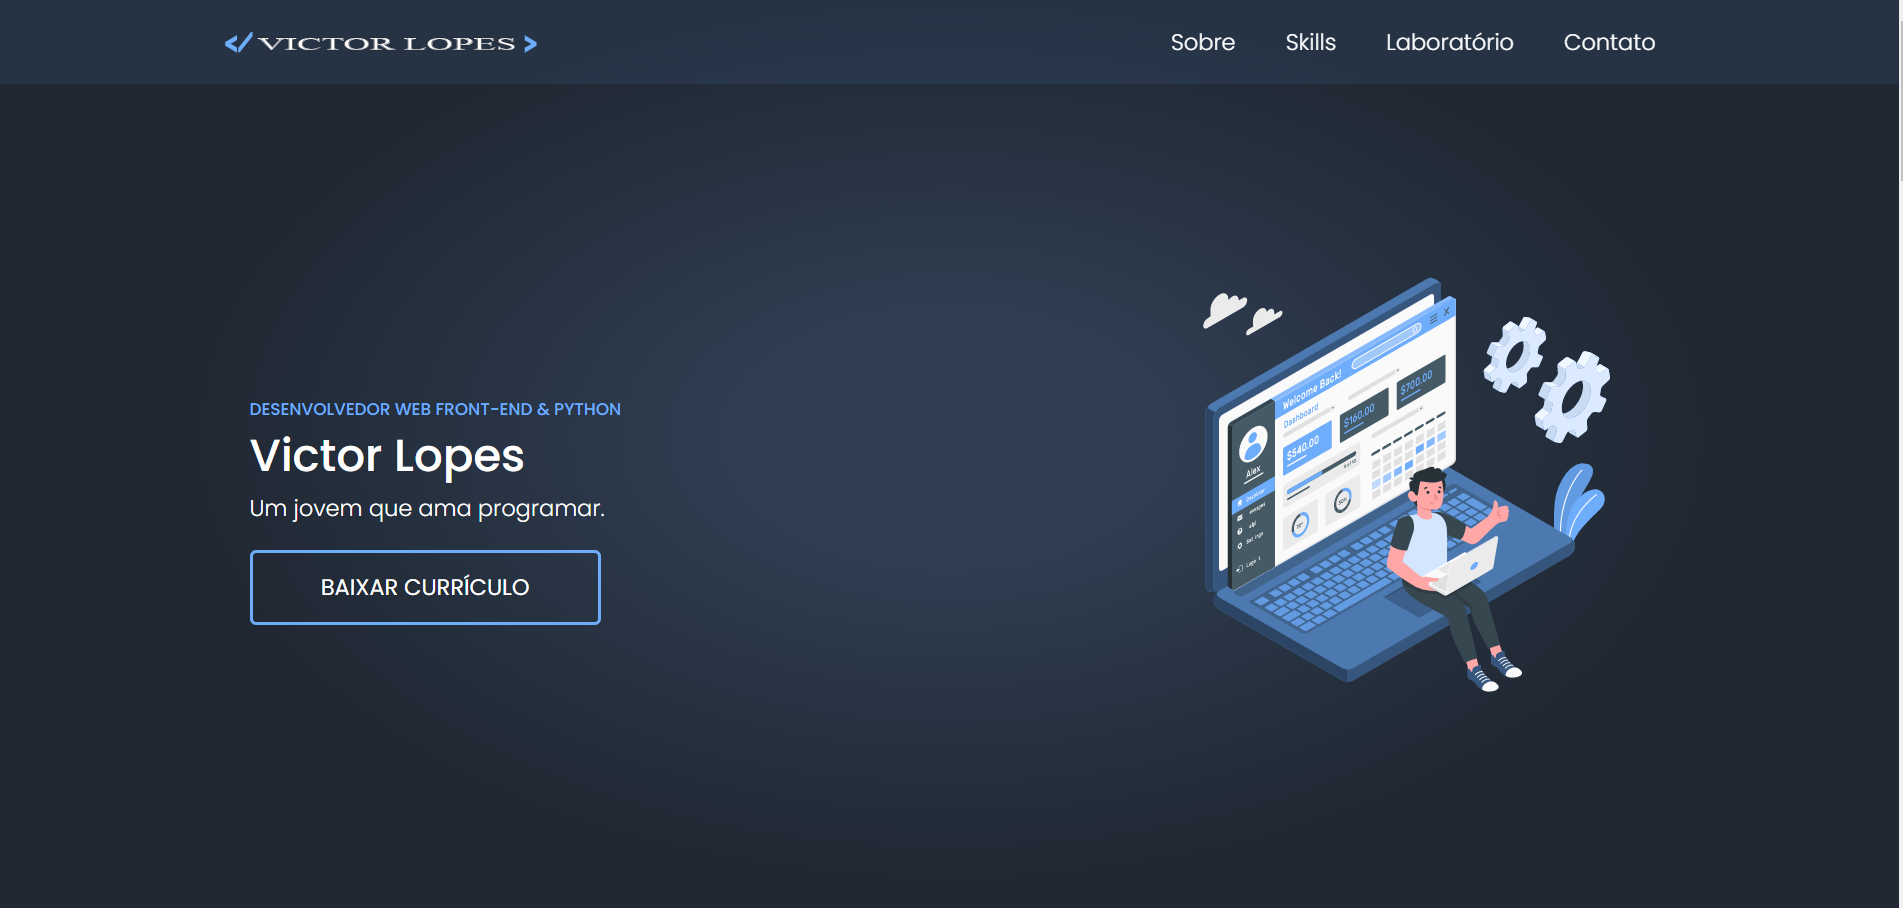 </ VICTOR LOPES >
Sobre Skills Laboratório Contato
Welcome Back!
Dashboard
$540.00
$160.00
$700.00
Alex
DESENVOLVEDOR WEB FRONT-END & PYTHON
Victor Lopes
Um jovem que ama programar.
BAIXAR CURRÍCULO